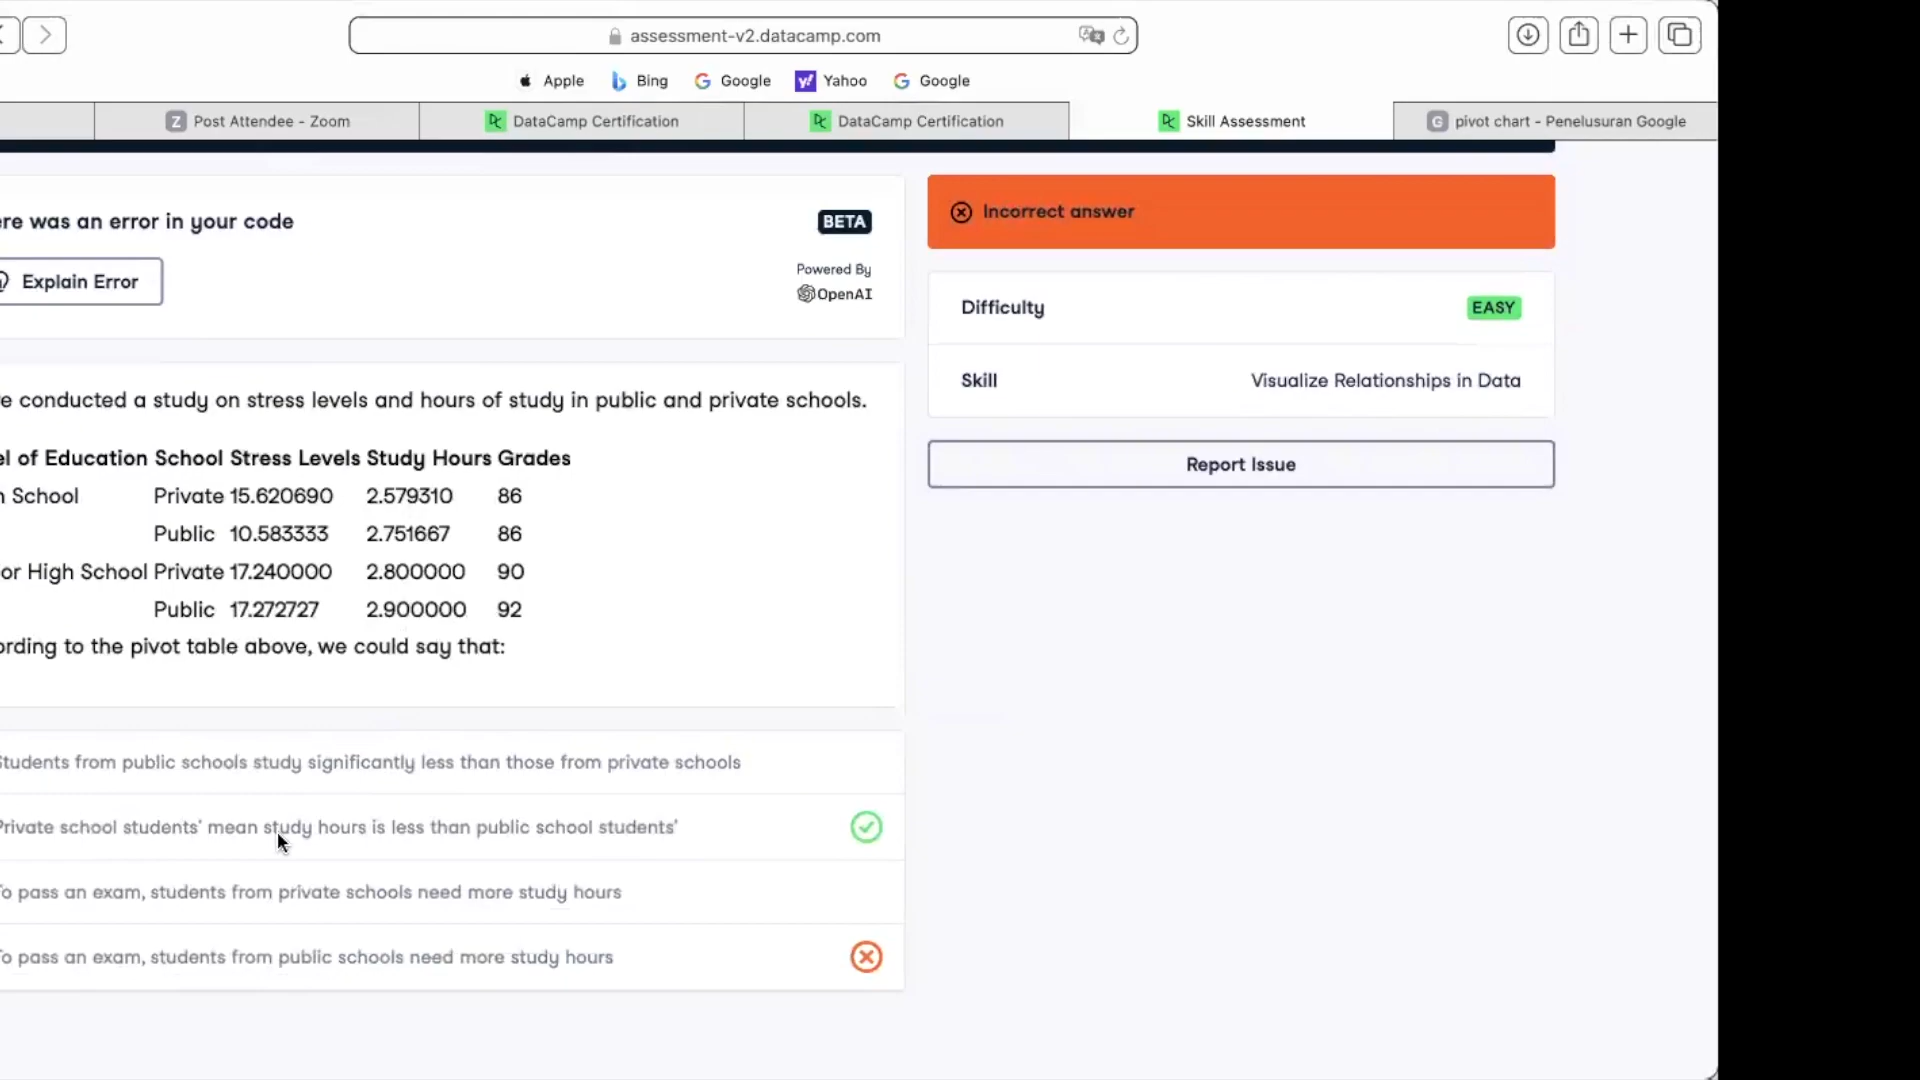 assessment-v2.datacamp.com
Apple Bing Google Yahoo Google
Post Attendee - Zoom DataCamp Certification DataCamp Certification Skill Assessment pivot chart - Penelusuran Google
ere was an error in your code
BETA
Explain Error
Powered By
OpenAI
Incorrect answer
Difficulty EASY
Skill Visualize Relationships in Data
Report Issue
e conducted a study on stress levels and hours of study in public and private schools.
el of Education School Stress Levels Study Hours Grades
h School Private 15.620690 2.579310 86
Public 10.583333 2.751667 86
or High School Private 17.240000 2.800000 90
Public 17.272727 2.900000 92
ording to the pivot table above, we could say that:
Students from public schools study significantly less than those from private schools
Private school students' mean study hours is less than public school students'
To pass an exam, students from private schools need more study hours
To pass an exam, students from public schools need more study hours